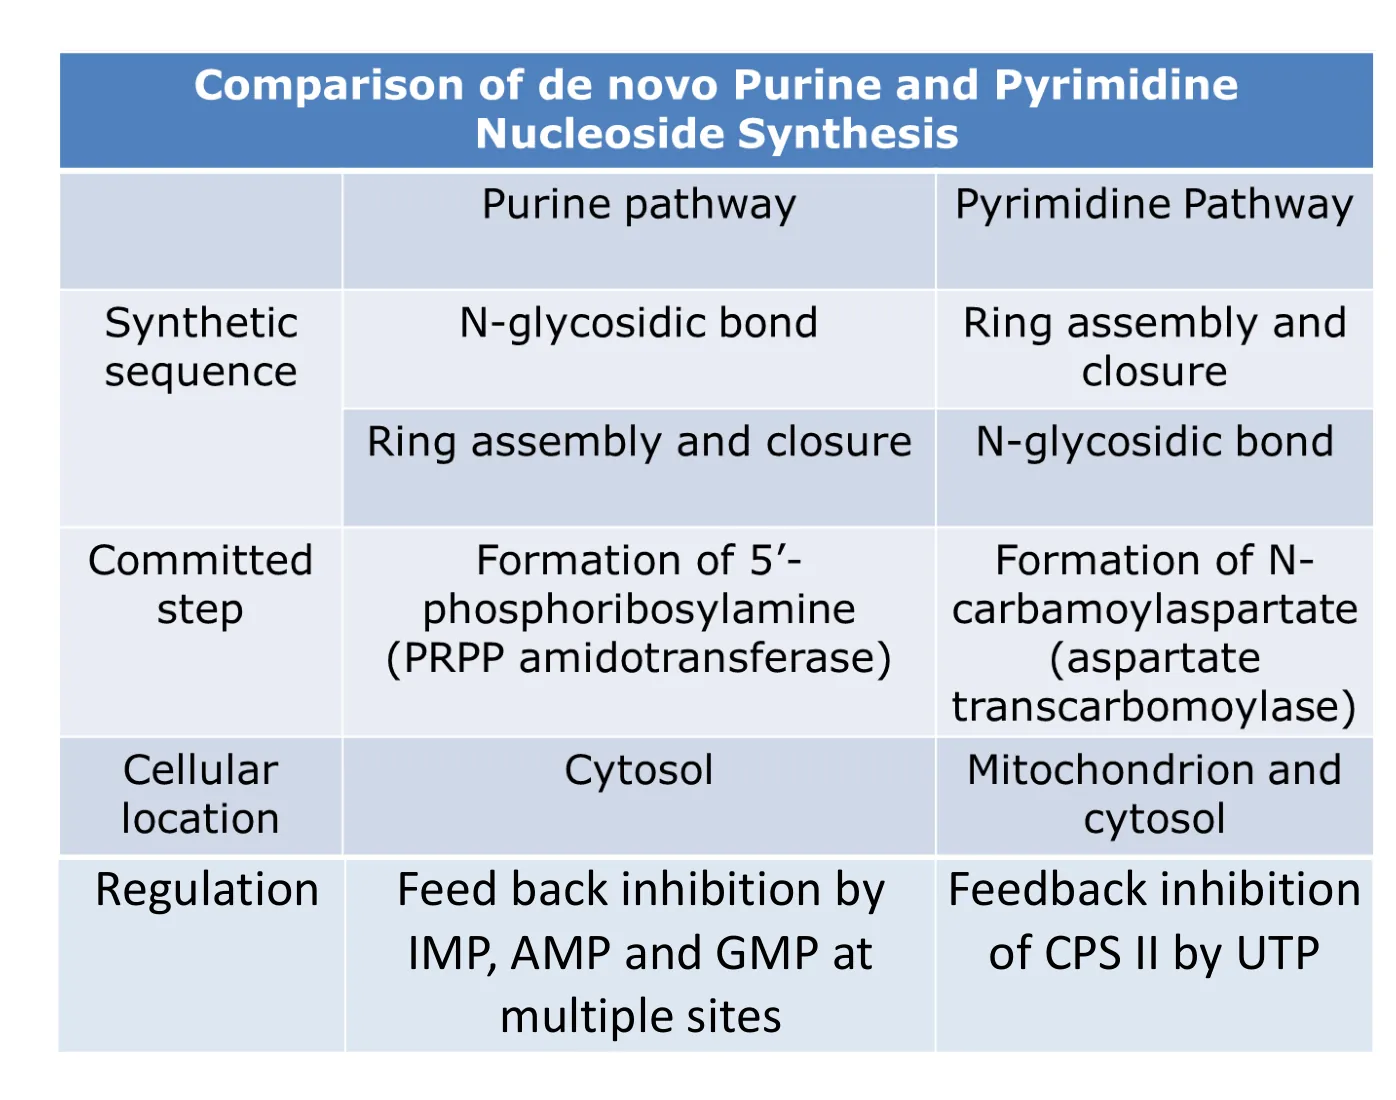 Comparison of de novo Purine and Pyrimidine
Nucleoside Synthesis
Purine pathway
Pyrimidine Pathway
Synthetic
sequence
N-glycosidic bond
Ring assembly and
closure
Ring assembly and closure
N-glycosidic bond
Committed
step
Formation of 5’-
phosphoribosylamine
(PRPP amidotransferase)
Formation of N-
carbamoylaspartate
(aspartate
transcarbomoylase)
Cellular
location
Cytosol
Mitochondrion and
cytosol
Regulation
Feed back inhibition by
IMP, AMP and GMP at
multiple sites
Feedback inhibition
of CPS II by UTP